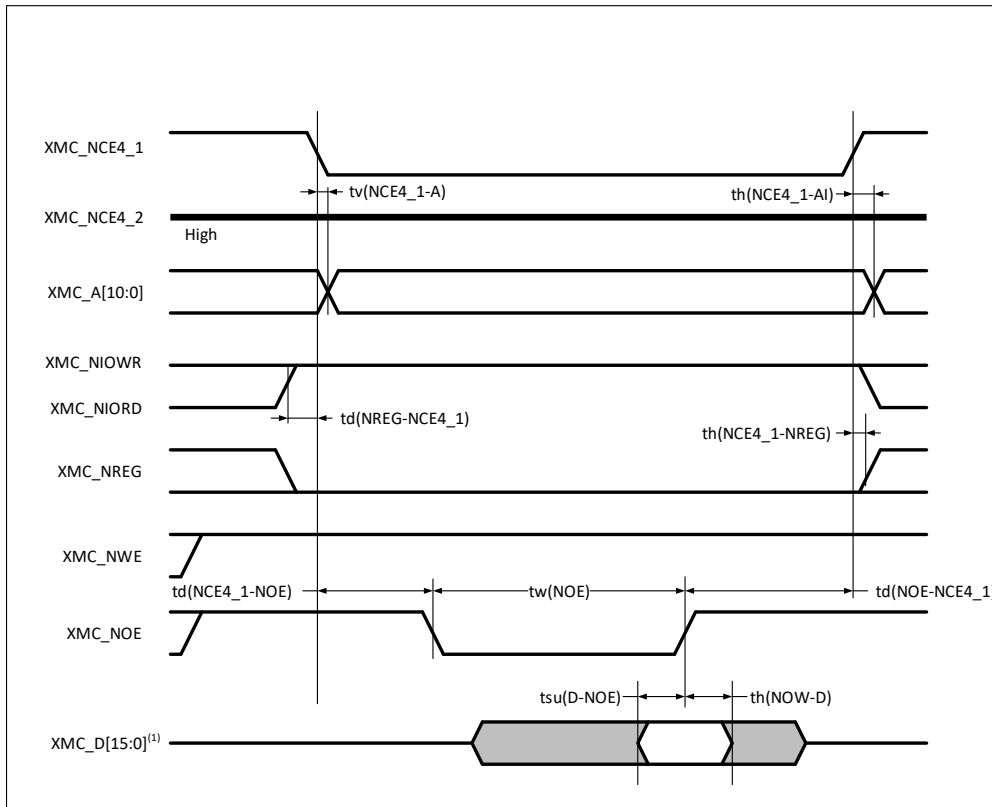 XMC_NCE4_1
tv(NCE4_1-A)
th(NCE4_1-AI)
XMC_NCE4_2
High
XMC_A[10:0]
XMC_NIOWR
XMC_NIORD
td(NREG-NCE4_1)
th(NCE4_1-NREG)
XMC_NREG
XMC_NWE
td(NCE4_1-NOE)
tw(NOE)
td(NOE-NCE4_1)
XMC_NOE
tsu(D-NOE)
th(NOW-D)
XMC_D[15:0](1)